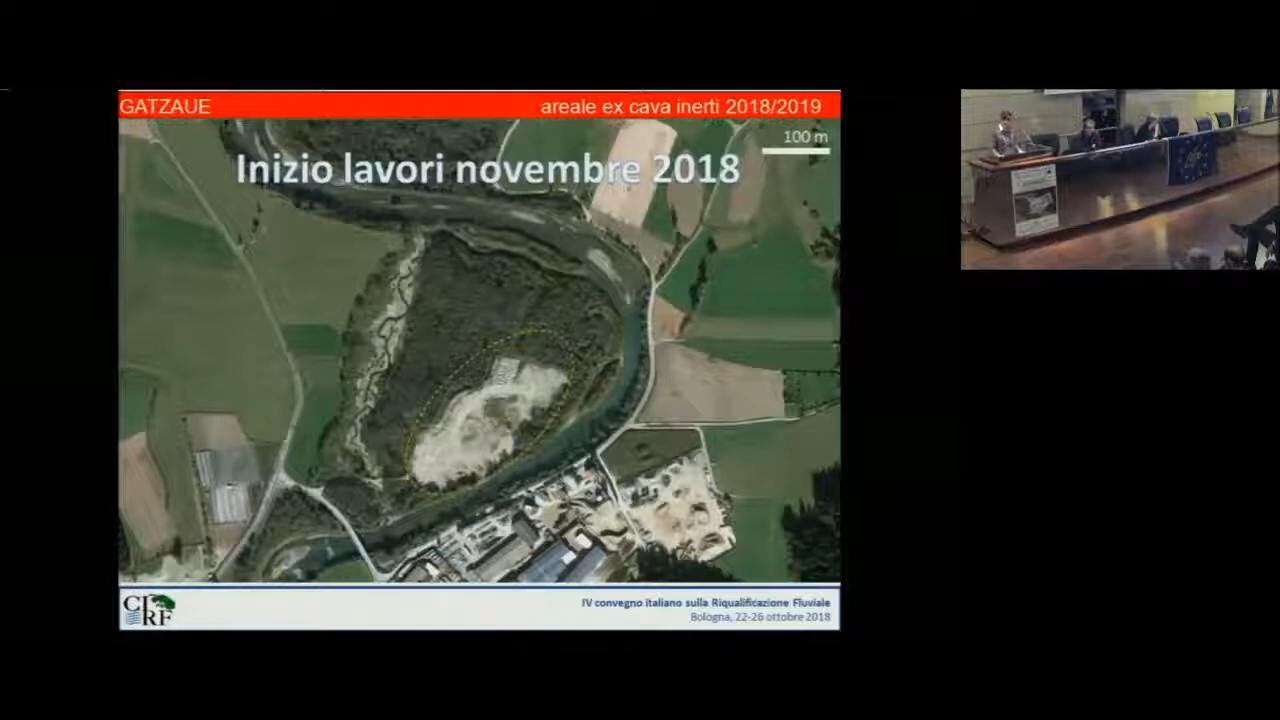 GATZAUE
areale ex cava inerti 2018/2019
100 m
Inizio lavori novembre 2018
CIRF
IV convegno italiano sulla Riqualificazione Fluviale
Bologna, 22-26 ottobre 2018